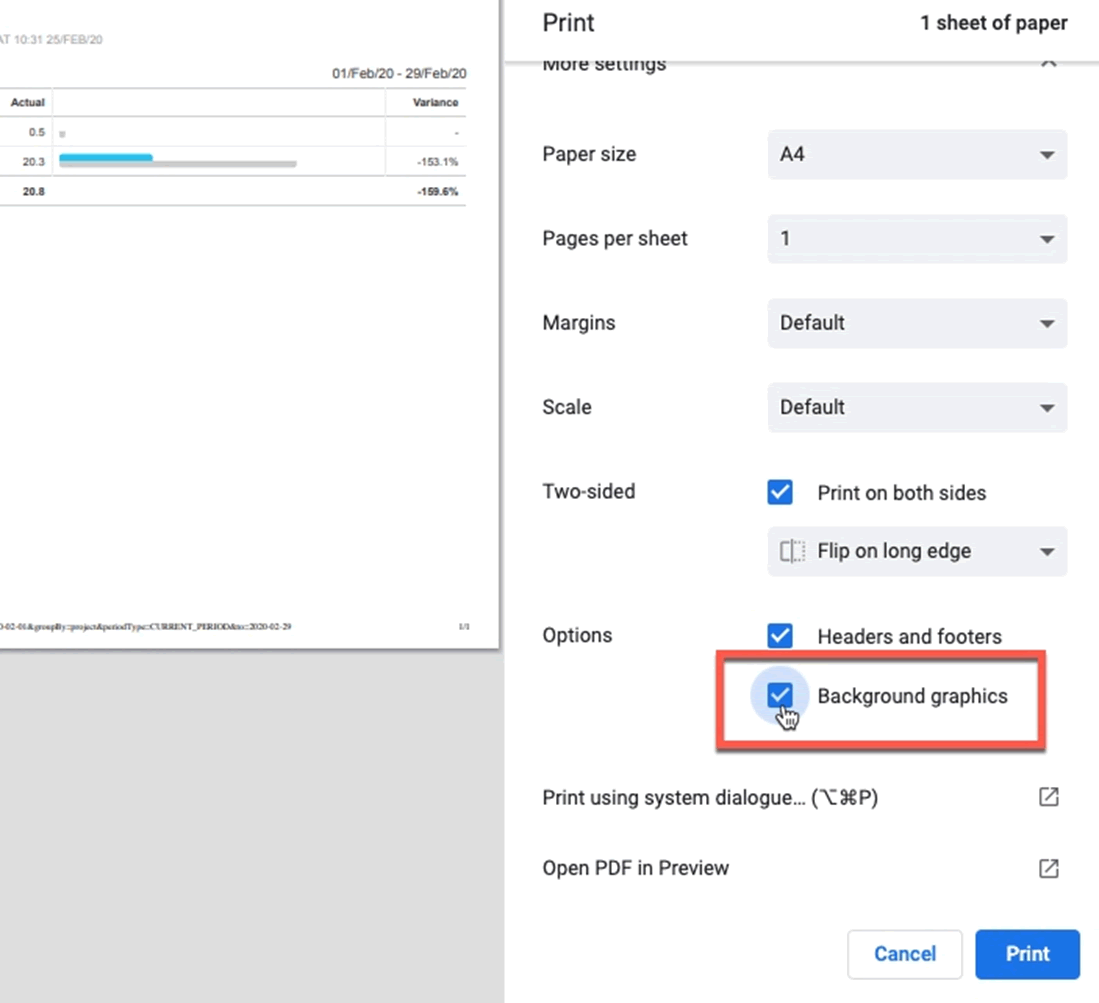 AT 10:31 25/FEB/20
01/Feb/20 - 29/Feb/20
Actual Variance
0.5 -
20.3 -153.1%
20.8 -159.6%
0-02-01&groupBy=project&periodType=CURRENT_PERIOD&to=2020-02-29 1/1
Print 1 sheet of paper
More settings
Paper size A4
Pages per sheet 1
Margins Default
Scale Default
Two-sided Print on both sides
Flip on long edge
Options Headers and footers
Background graphics
Print using system dialogue... (⌥⌘P)
Open PDF in Preview
Cancel Print